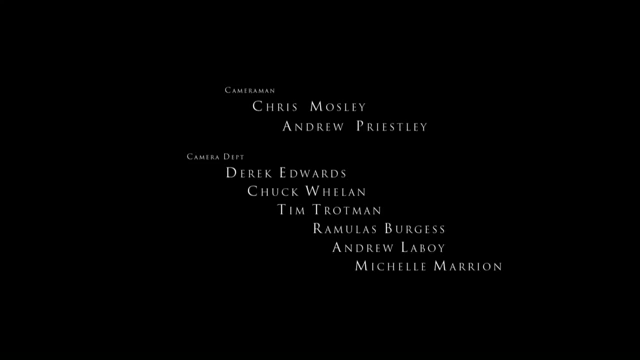 Cameraman
Chris Mosley
Andrew Priestley
Camera Dept
Derek Edwards
Chuck Whelan
Tim Trotman
Ramulas Burgess
Andrew Laboy
Michelle Marrion